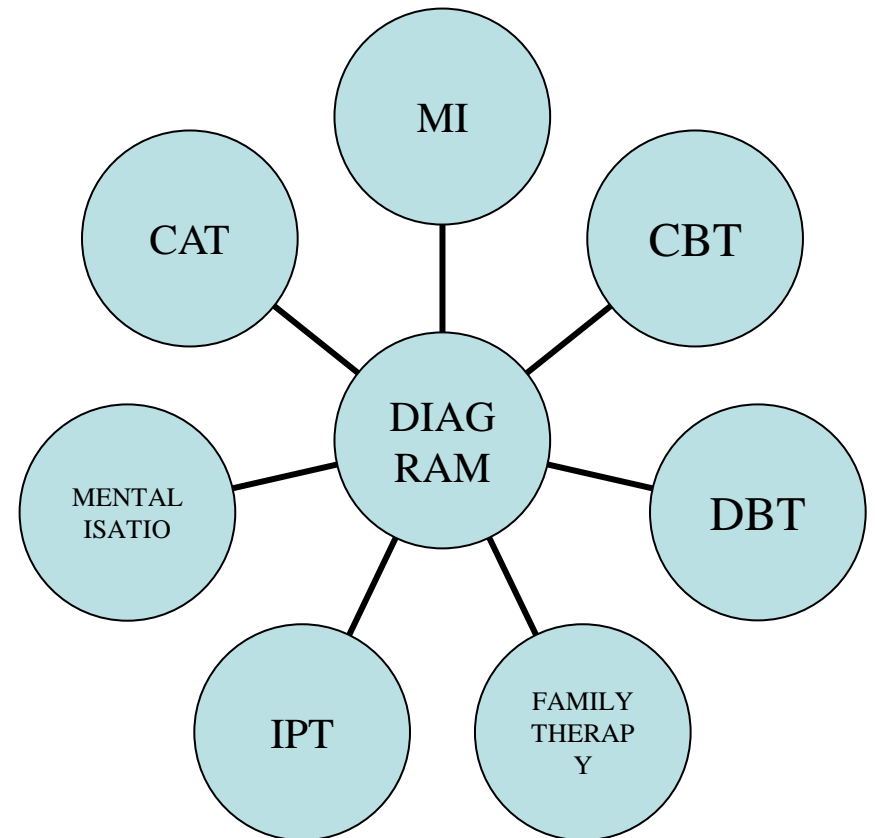 MI
CAT
CBT
DIAG
RAM
MENTAL
ISATIO
DBT
IPT
FAMILY
THERAP
Y